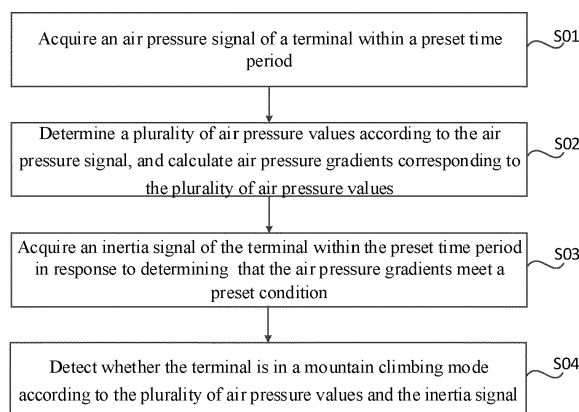 Acquire an air pressure signal of a terminal within a preset time
period
S01
Determine a plurality of air pressure values according to the air
pressure signal, and calculate air pressure gradients corresponding to
the plurality of air pressure values
S02
Acquire an inertia signal of the terminal within the preset time period
in response to determining that the air pressure gradients meet a
preset condition
S03
Detect whether the terminal is in a mountain climbing mode
according to the plurality of air pressure values and the inertia signal
S04